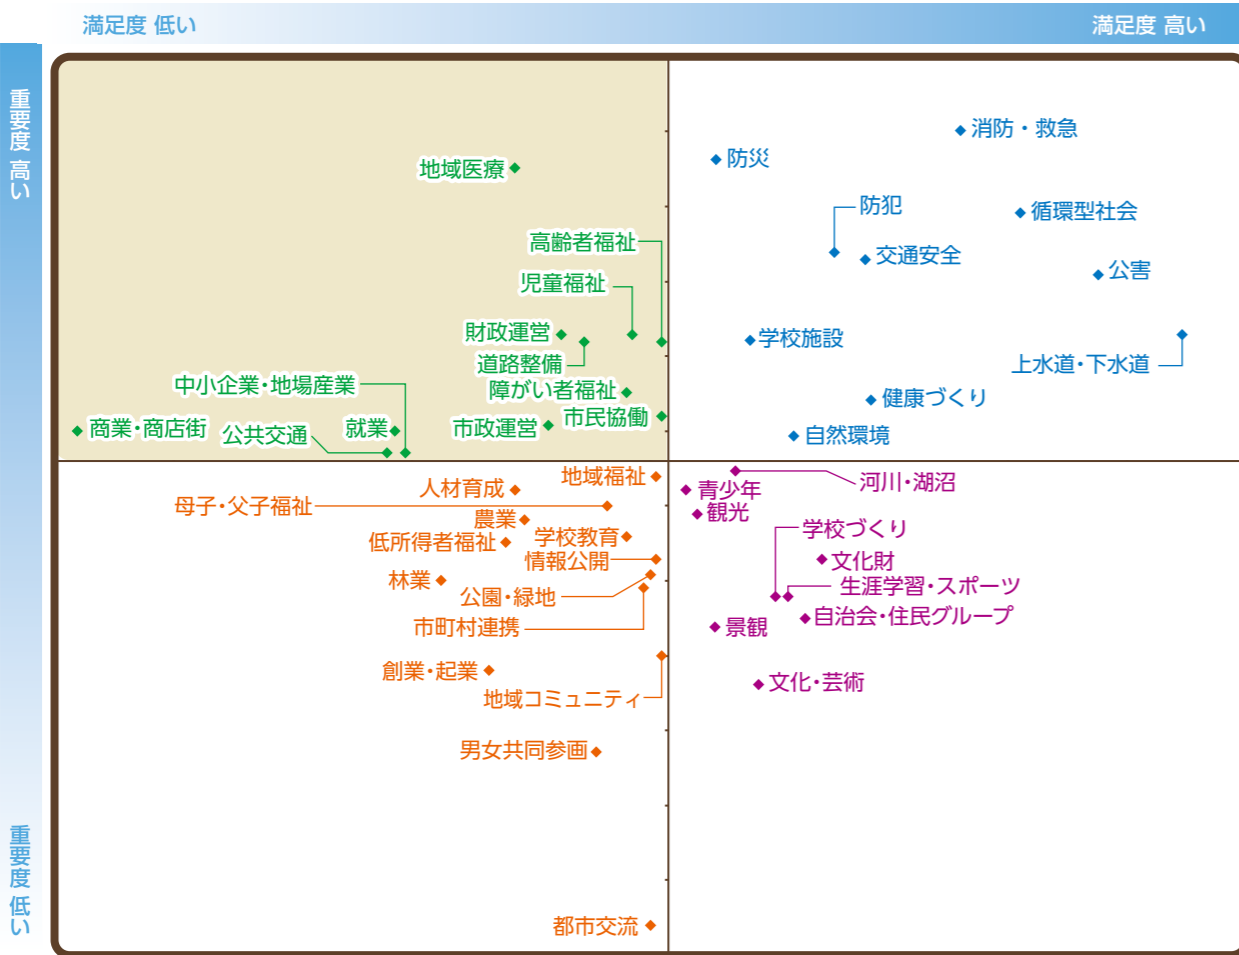 満足度 低い
満足度 高い
重要度 高い
重要度 低い
地域医療
高齢者福祉
児童福祉
財政運営
道路整備
中小企業・地場産業
障がい者福祉
商業・商店街
公共交通
就業
市政運営
市民協働
消防・救急
防災
防犯
循環型社会
交通安全
公害
学校施設
上水道・下水道
健康づくり
自然環境
地域福祉
人材育成
母子・父子福祉
農業
学校教育
低所得者福祉
情報公開
林業
公園・緑地
市町村連携
創業・起業
地域コミュニティ
男女共同参画
都市交流
河川・湖沼
青少年
観光
学校づくり
文化財
生涯学習・スポーツ
自治会・住民グループ
景観
文化・芸術